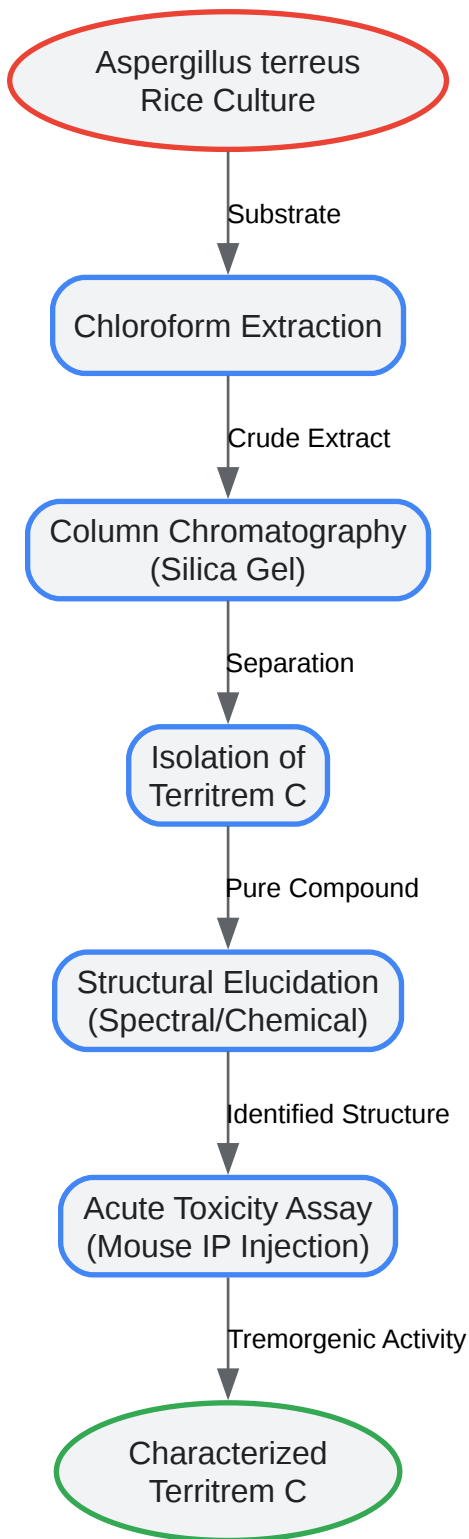 Aspergillus terreus
Rice Culture
Substrate
Chloroform Extraction
Crude Extract
Column Chromatography
(Silica Gel)
Separation
Isolation of
Territrem C
Pure Compound
Structural Elucidation
(Spectral/Chemical)
Identified Structure
Acute Toxicity Assay
(Mouse IP Injection)
Tremorgenic Activity
Characterized
Territrem C